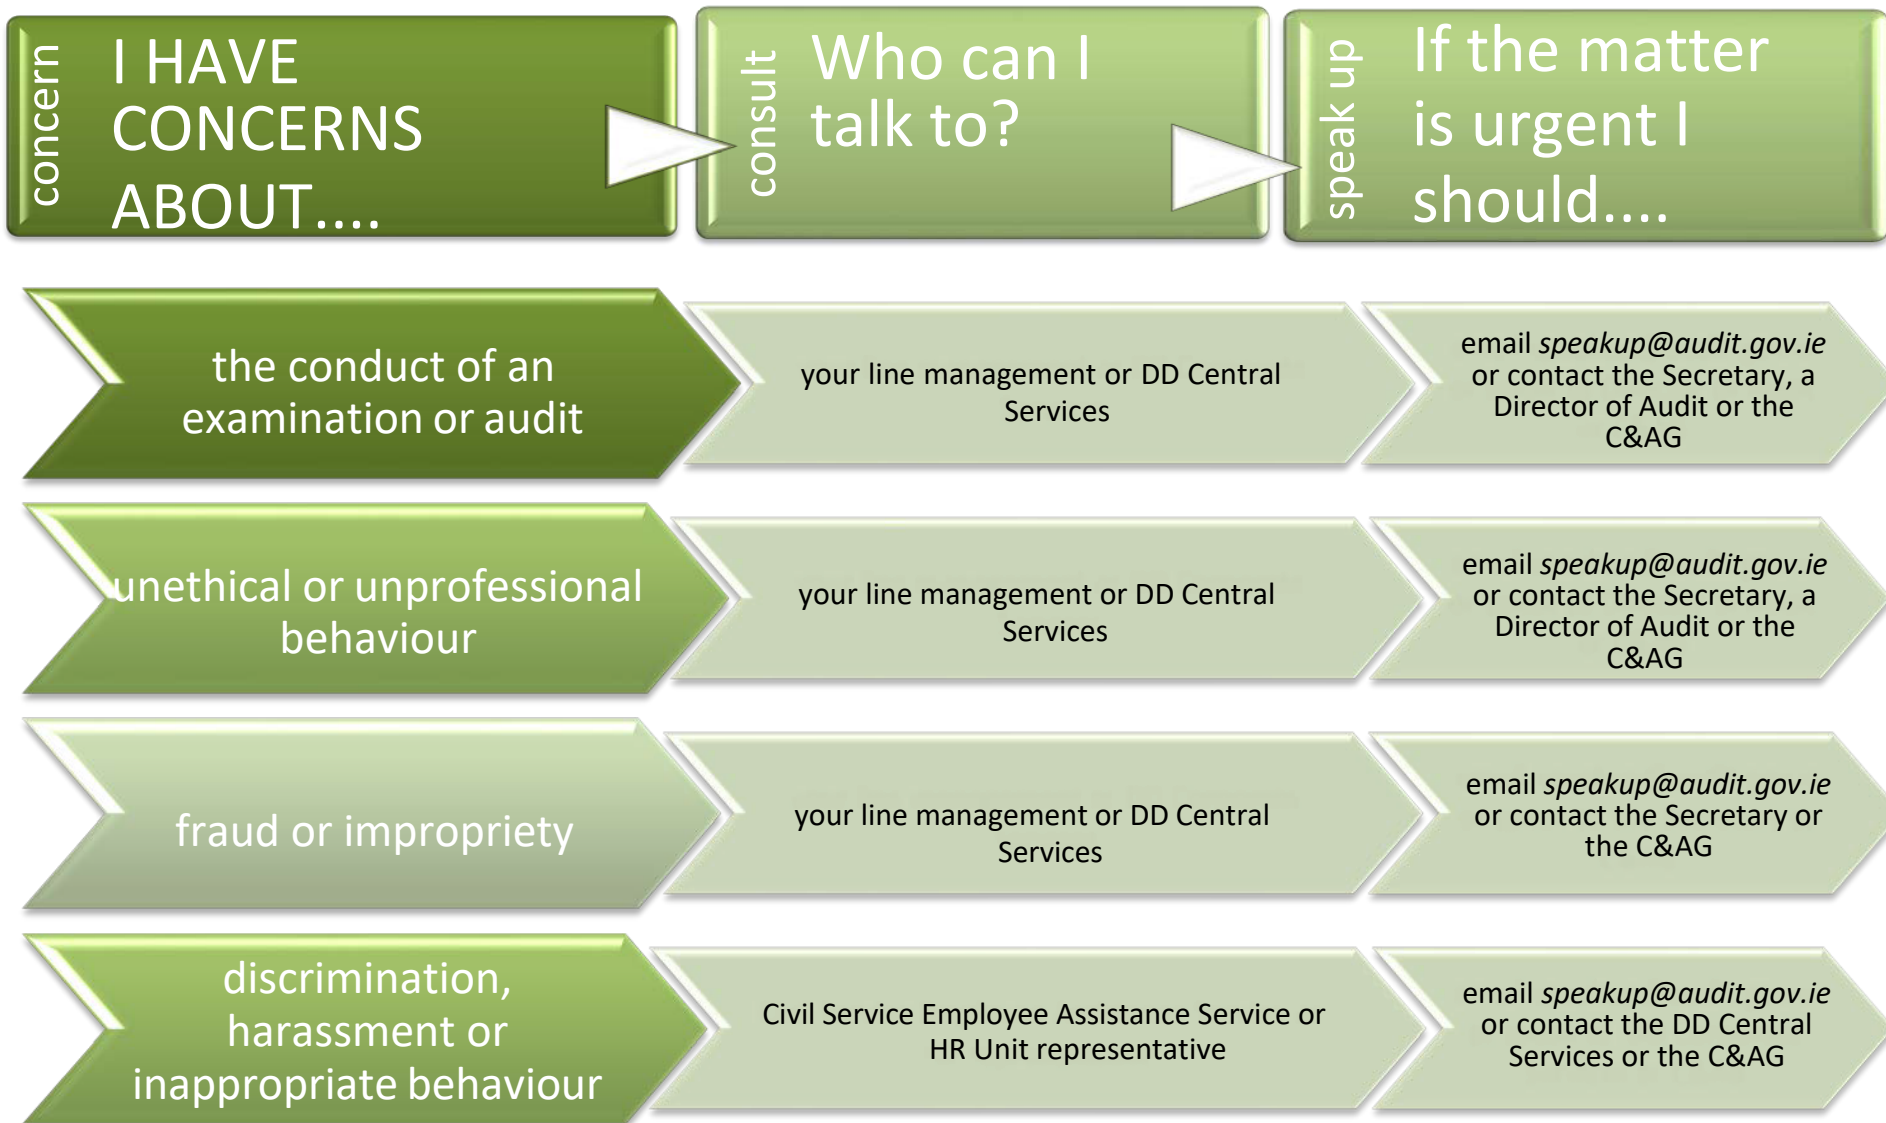 concern
I HAVE
CONCERNS
ABOUT....
consult
Who can I
talk to?
speak up
If the matter
is urgent I
should....
the conduct of an
examination or audit
your line management or DD Central
Services
email speakup@audit.gov.ie
or contact the Secretary, a
Director of Audit or the
C&AG
unethical or unprofessional
behaviour
your line management or DD Central
Services
email speakup@audit.gov.ie
or contact the Secretary, a
Director of Audit or the
C&AG
fraud or impropriety
your line management or DD Central
Services
email speakup@audit.gov.ie
or contact the Secretary or
the C&AG
discrimination,
harassment or
inappropriate behaviour
Civil Service Employee Assistance Service or
HR Unit representative
email speakup@audit.gov.ie
or contact the DD Central
Services or the C&AG